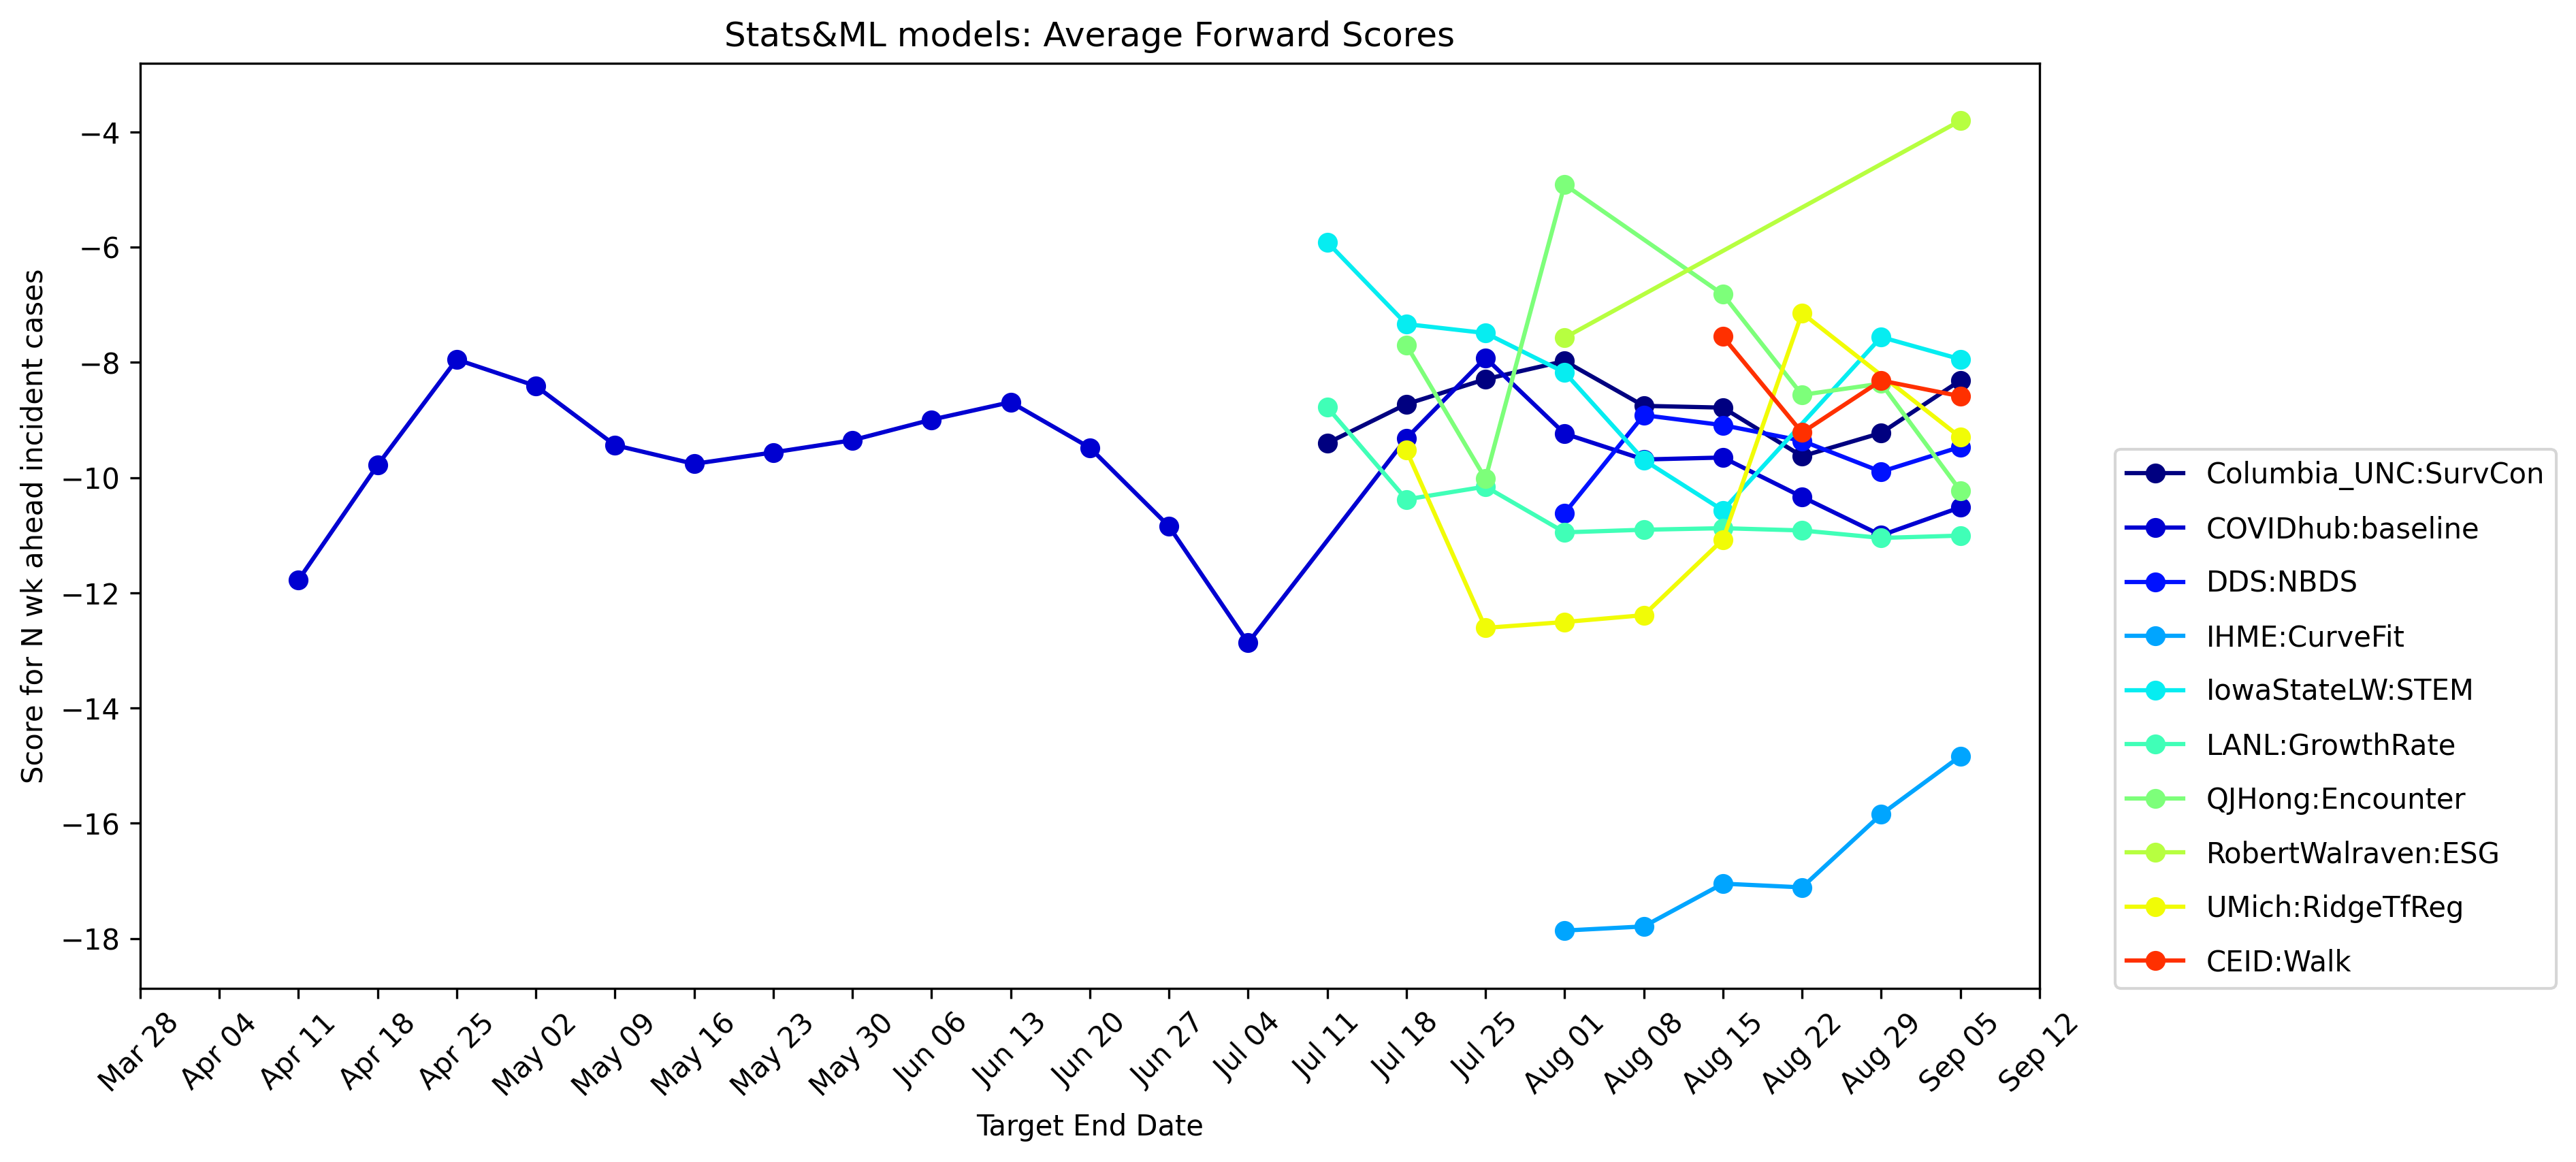 Stats&ML models: Average Forward Scores
Score for N wk ahead incident cases
−4
−6
−8
−10
−12
−14
−16
−18
Mar 28
Apr 04
Apr 11
Apr 18
Apr 25
May 02
May 09
May 16
May 23
May 30
Jun 06
Jun 13
Jun 20
Jun 27
Jul 04
Jul 11
Jul 18
Jul 25
Aug 01
Aug 08
Aug 15
Aug 22
Aug 29
Sep 05
Sep 12
Target End Date
Columbia_UNC:SurvCon
COVIDhub:baseline
DDS:NBDS
IHME:CurveFit
IowaStateLW:STEM
LANL:GrowthRate
QJHong:Encounter
RobertWalraven:ESG
UMich:RidgeTfReg
CEID:Walk